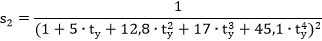 s₂ = 1 / (1 + 5 · t_y + 12,8 · t_y² + 17 · t_y³ + 45,1 · t_y⁴)²